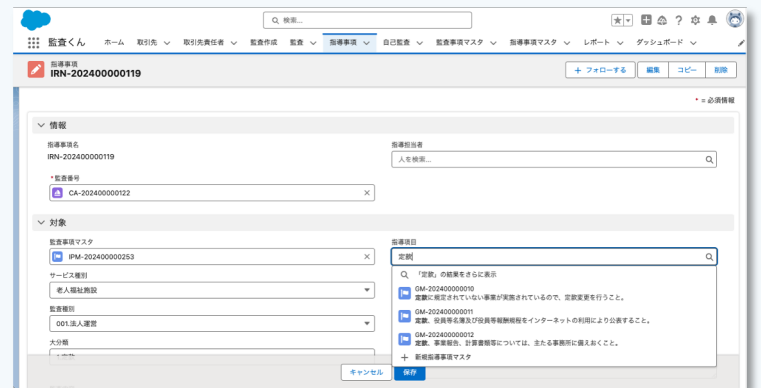 検索...
監査くん ホーム 取引先 取引先責任者 監査作成 監査 指導事項 自己監査 監査事項マスタ 指導事項マスタ レポート ダッシュボード
指導事項
IRN-202400000119
+ フォローする 編集 コピー 削除
* = 必須情報
情報
指導事項名 指導担当者
IRN-202400000119 人を検索...
*監査番号
CA-202400000122
対象
監査事項マスタ 指導項目
IPM-202400000253 定款
サービス種別 「定款」の結果をさらに表示
老人福祉施設 GM-202400000010
定款に規定されていない事業が実施されているので、定款変更を行うこと。
監査種別 GM-202400000011
001.法人運営 定款、役員等名簿及び役員等報酬規程をインターネットの利用により公表すること。
大分類 GM-202400000012
定款、事業報告、計算書類等については、主たる事務所に備えおくこと。
+ 新規指導事項マスタ
キャンセル 保存